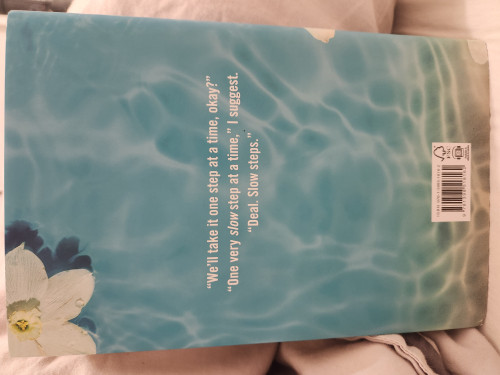 “We’ll take it one step at a time, okay?”
“One very slow step at a time,” I suggest.
“Deal. Slow steps.”